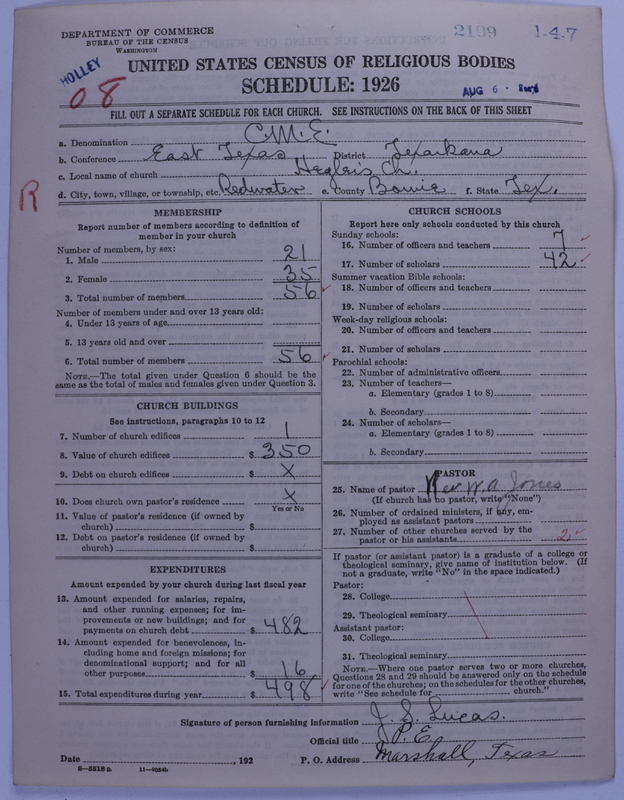 DEPARTMENT OF COMMERCE
BUREAU OF THE CENSUS
WASHINGTON
2199
1-4-7
HOLLEY
08
UNITED STATES CENSUS OF RELIGIOUS BODIES
SCHEDULE: 1926
AUG 6
FILL OUT A SEPARATE SCHEDULE FOR EACH CHURCH. SEE INSTRUCTIONS ON THE BACK OF THIS SHEET
a. Denomination C.M.E.
b. Conference East Texas District Texarkana
c. Local name of church Ch.
d. City, town, village, or township, etc. Redwater e. County Bowie f. State Tex.
R
MEMBERSHIP
Report number of members according to definition of
member in your church
Number of members, by sex:
1. Male 21
2. Female 35
3. Total number of members 56
Number of members under and over 13 years old:
4. Under 13 years of age
5. 13 years old and over
6. Total number of members 56
NOTE.—The total given under Question 6 should be the
same as the total of males and females given under Question 3.
CHURCH BUILDINGS
See instructions, paragraphs 10 to 12
7. Number of church edifices 1
8. Value of church edifices $ 350
9. Debt on church edifices $ X
10. Does church own pastor's residence X
Yes or No
11. Value of pastor's residence (if owned by
church) $
12. Debt on pastor's residence (if owned by
church) $
EXPENDITURES
Amount expended by your church during last fiscal year
13. Amount expended for salaries, repairs,
and other running expenses; for im-
provements or new buildings; and for
payments on church debt $ 482
14. Amount expended for benevolences, in-
cluding home and foreign missions; for
denominational support; and for all
other purposes $ 16
15. Total expenditures during year $ 498
CHURCH SCHOOLS
Report here only schools conducted by this church
Sunday schools:
16. Number of officers and teachers 7
17. Number of scholars 42
Summer vacation Bible schools:
18. Number of officers and teachers
19. Number of scholars
Week-day religious schools:
20. Number of officers and teachers
21. Number of scholars
Parochial schools:
22. Number of administrative officers
23. Number of teachers—
a. Elementary (grades 1 to 8)
b. Secondary
24. Number of scholars—
a. Elementary (grades 1 to 8)
b. Secondary
PASTOR
25. Name of pastor Rev W.A. Jones
(If church has no pastor, write "None")
26. Number of ordained ministers, if any, em-
ployed as assistant pastors
27. Number of other churches served by the
pastor or his assistants 2
If pastor (or assistant pastor) is a graduate of a college or
theological seminary, give name of institution below. (If
not a graduate, write "No" in the space indicated.)
Pastor:
28. College
29. Theological seminary
Assistant pastor:
30. College
31. Theological seminary
NOTE.—Where one pastor serves two or more churches,
Questions 28 and 29 should be answered only on the schedule
for one of the churches; on the schedules for the other churches,
write "See schedule for church."
Signature of person furnishing information J. S. Lucas.
Official title P.E.
Date , 192 P. O. Address Marshall, Texas
8—5518 a 11—9254b